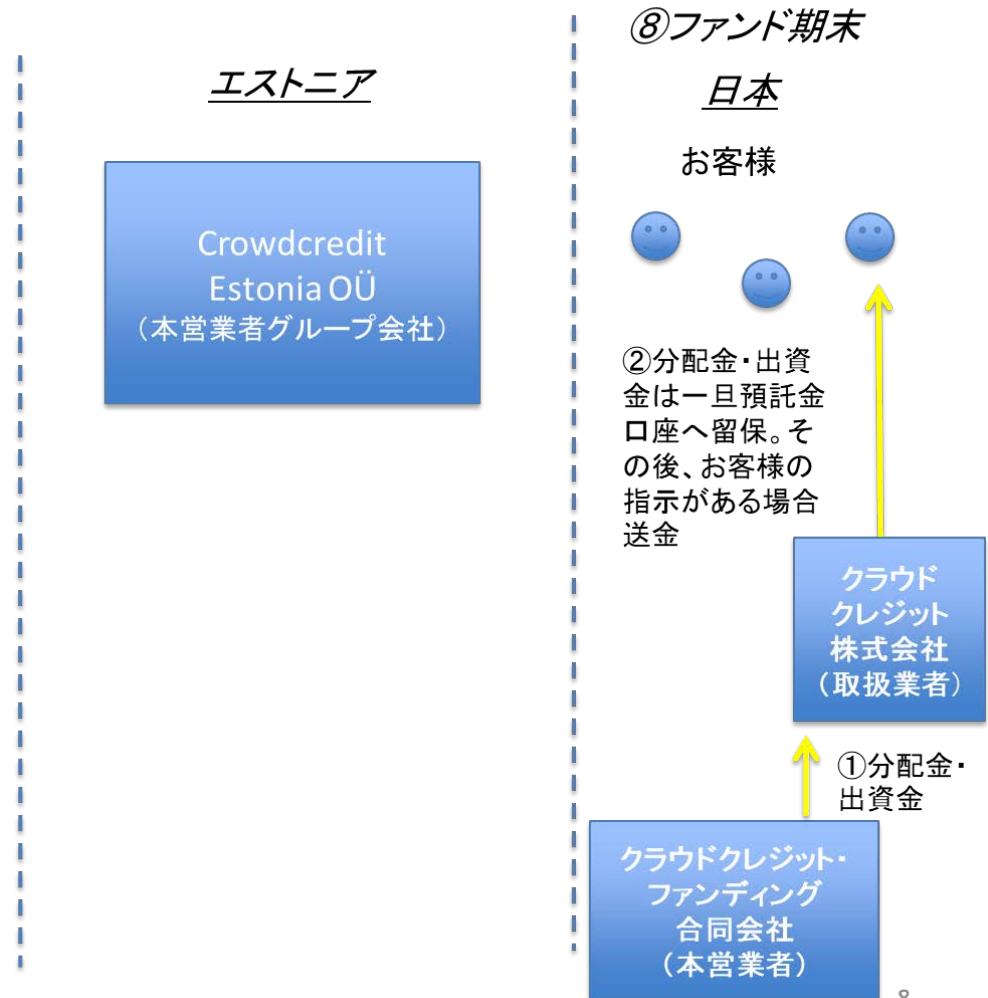 ⑧ファンド期末
エストニア
日本
お客様
Crowdcredit
Estonia OÜ
（本営業者グループ会社）
②分配金・出資
金は一旦預託金
口座へ留保。そ
の後、お客様の
指示がある場合
送金
クラウド
クレジット
株式会社
（取扱業者）
①分配金・
出資金
クラウドクレジット・
ファンディング
合同会社
（本営業者）